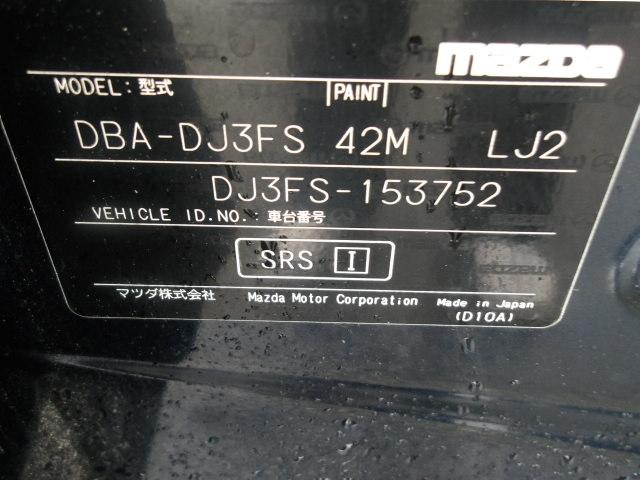 mazda
MODEL: 型式 PAINT
DBA-DJ3FS 42M LJ2
DJ3FS-153752
VEHICLE ID.NO.: 車台番号
SRS I
マツダ株式会社 Mazda Motor Corporation Made in Japan
(D10A)